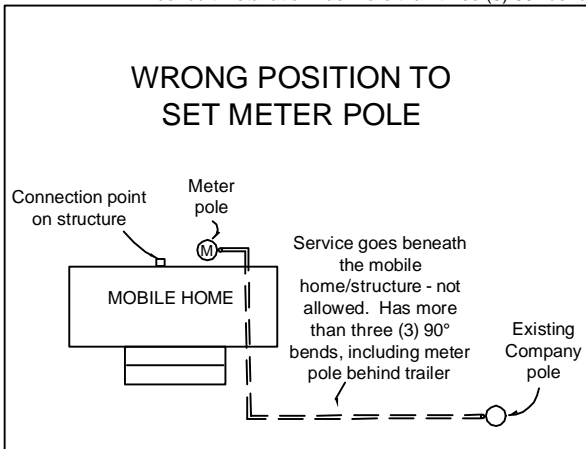 WRONG POSITION TO
SET METER POLE
Connection point
on structure
Meter
pole
M
MOBILE HOME
Service goes beneath
the mobile
home/structure - not
allowed. Has more
than three (3) 90°
bends, including meter
pole behind trailer
Existing
Company
pole